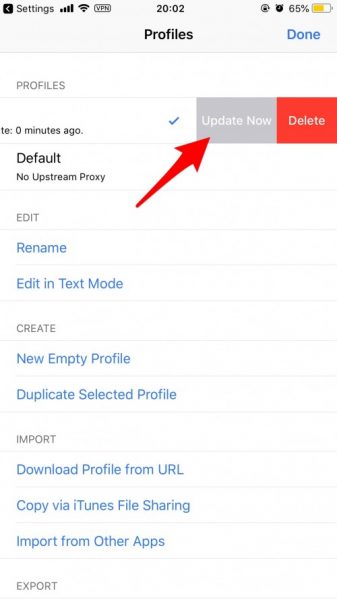 Settings VPN 20:02 65%
Profiles Done
PROFILES
te: 0 minutes ago. Update Now Delete
Default
No Upstream Proxy
EDIT
Rename
Edit in Text Mode
CREATE
New Empty Profile
Duplicate Selected Profile
IMPORT
Download Profile from URL
Copy via iTunes File Sharing
Import from Other Apps
EXPORT